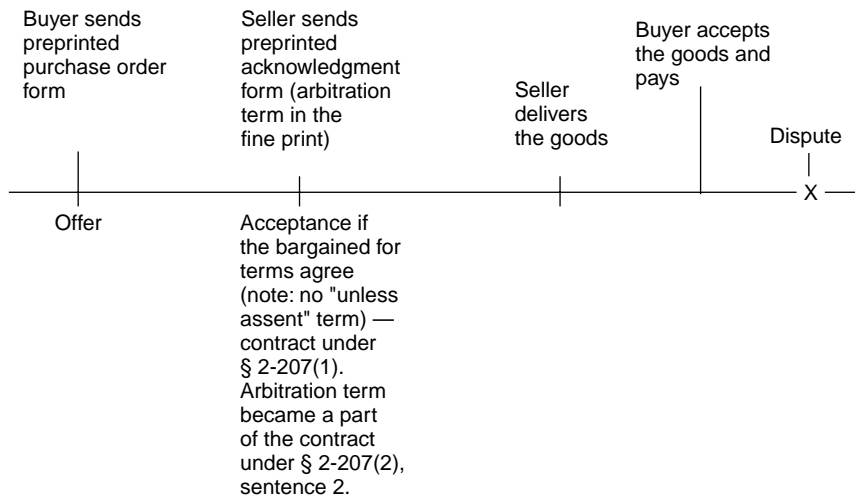 Buyer sends
preprinted
purchase order
form
Seller sends
preprinted
acknowledgment
form (arbitration
term in the
fine print)
Seller
delivers
the goods
Buyer accepts
the goods and
pays
Dispute
X
Offer
Acceptance if
the bargained for
terms agree
(note: no "unless
assent" term) —
contract under
§ 2-207(1).
Arbitration term
became a part
of the contract
under § 2-207(2),
sentence 2.